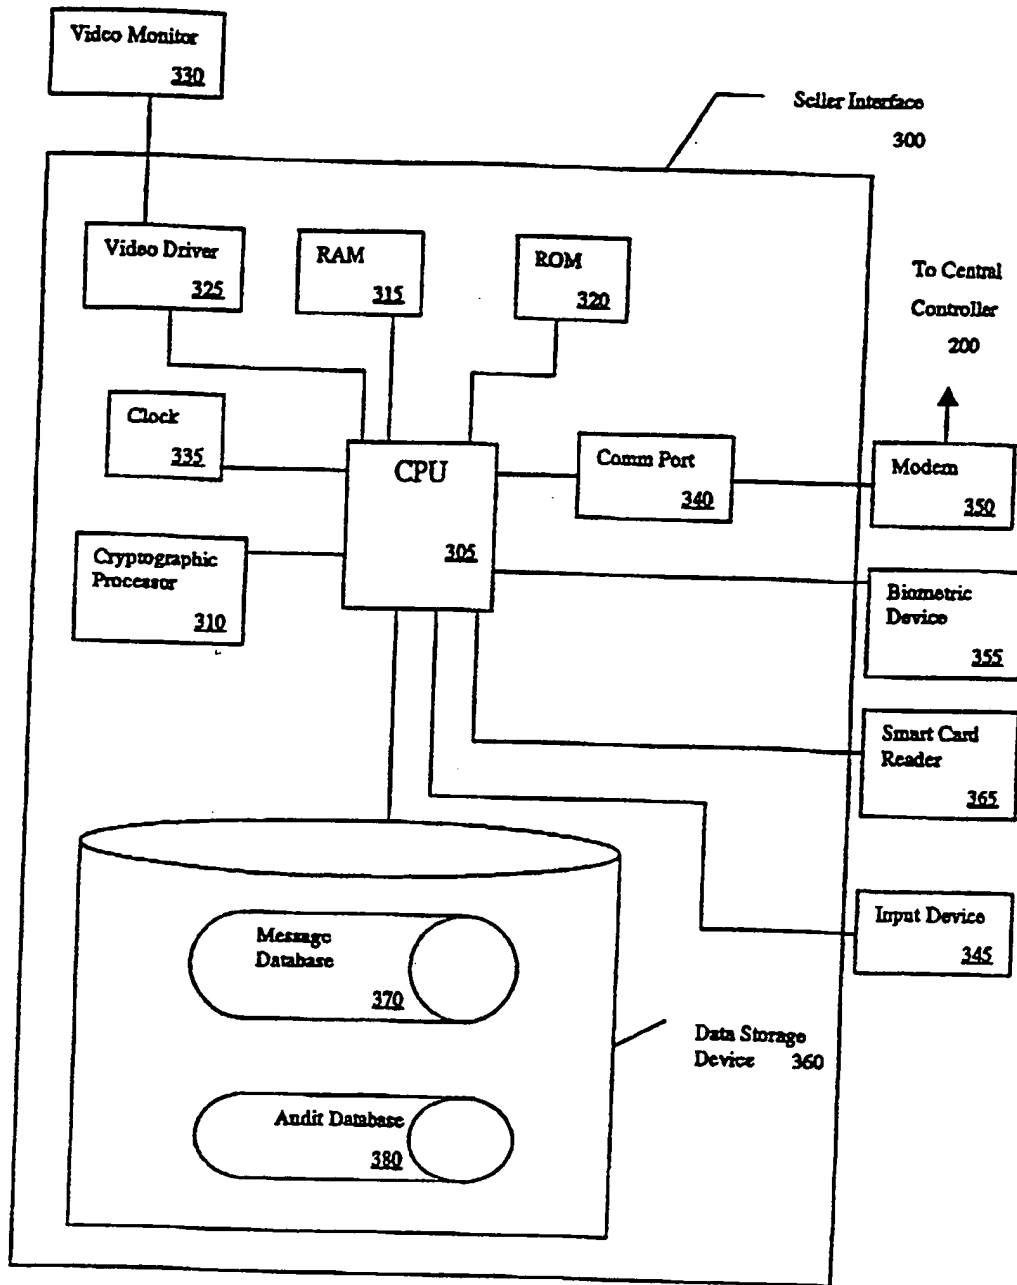 Video Monitor
330
Seller Interface
300
Video Driver
325
RAM
315
ROM
320
To Central
Controller
200
Clock
335
CPU
305
Comm Port
340
Modem
350
Cryptographic
Processor
310
Biometric
Device
355
Smart Card
Reader
365
Input Device
345
Message
Database
370
Data Storage
Device 360
Audit Database
380